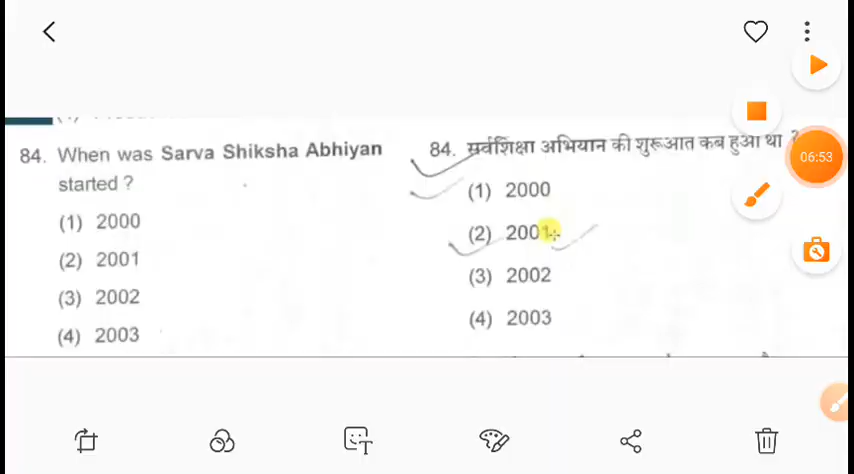 84. When was Sarva Shiksha Abhiyan
started ?
(1) 2000
(2) 2001
(3) 2002
(4) 2003
84. सर्वशिक्षा अभियान की शुरूआत कब हुआ था ?
(1) 2000
(2) 2001
(3) 2002
(4) 2003
06:53
T